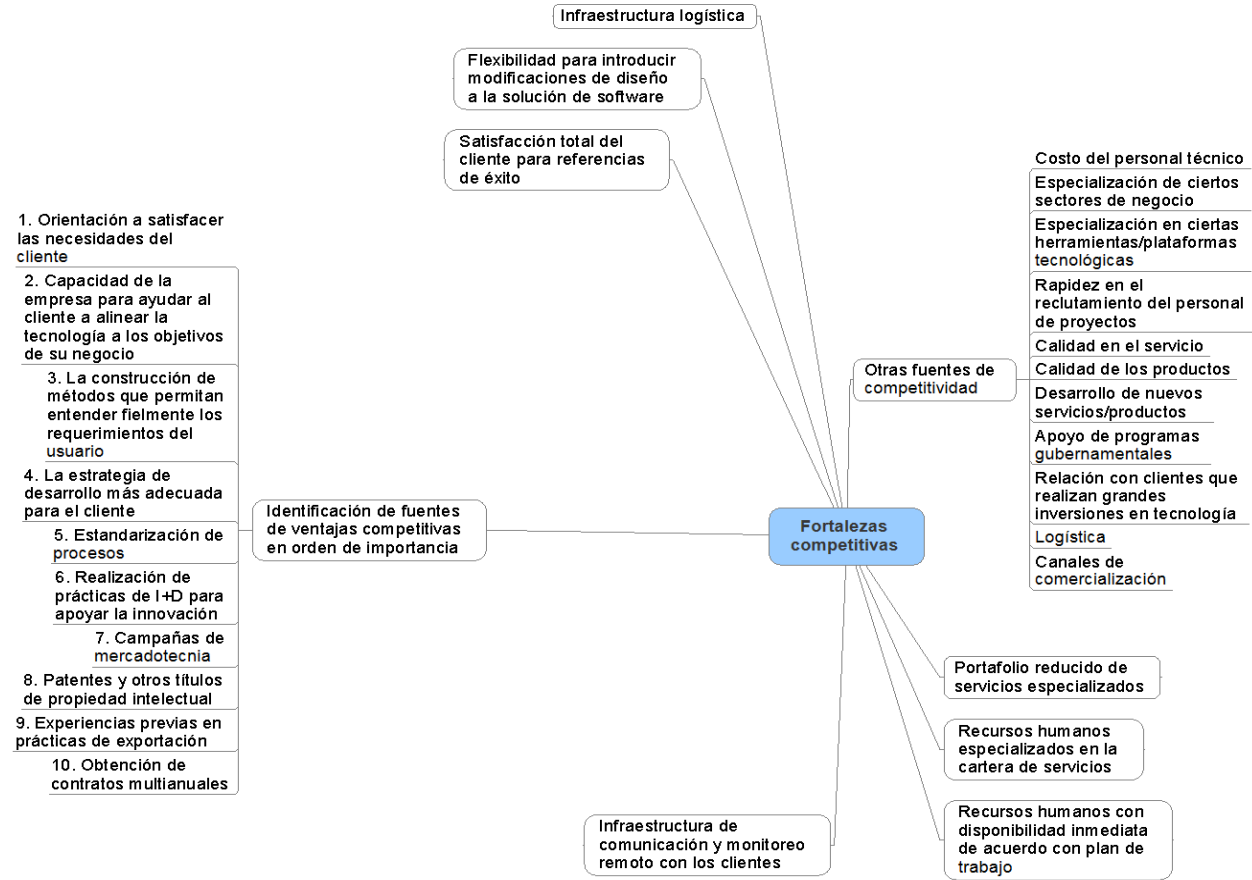 Infraestructura logística
Flexibilidad para introducir
modificaciones de diseño
a la solución de software
Satisfacción total del
cliente para referencias
de éxito
1. Orientación a satisfacer
las necesidades del
cliente
2. Capacidad de la
empresa para ayudar al
cliente a alinear la
tecnología a los objetivos
de su negocio
3. La construcción de
métodos que permitan
entender fielmente los
requerimientos del
usuario
4. La estrategia de
desarrollo más adecuada
para el cliente
5. Estandarización de
procesos
6. Realización de
prácticas de I+D para
apoyar la innovación
7. Campañas de
mercadotecnia
8. Patentes y otros títulos
de propiedad intelectual
9. Experiencias previas en
prácticas de exportación
10. Obtención de
contratos multianuales
Identificación de fuentes
de ventajas competitivas
en orden de importancia
Fortalezas
competitivas
Otras fuentes de
competitividad
Costo del personal técnico
Especialización de ciertos
sectores de negocio
Especialización en ciertas
herramientas/plataformas
tecnológicas
Rapidez en el
reclutamiento del personal
de proyectos
Calidad en el servicio
Calidad de los productos
Desarrollo de nuevos
servicios/productos
Apoyo de programas
gubernamentales
Relación con clientes que
realizan grandes
inversiones en tecnología
Logística
Canales de
comercialización
Portafolio reducido de
servicios especializados
Recursos humanos
especializados en la
cartera de servicios
Recursos humanos con
disponibilidad inmediata
de acuerdo con plan de
trabajo
Infraestructura de
comunicación y monitoreo
remoto con los clientes